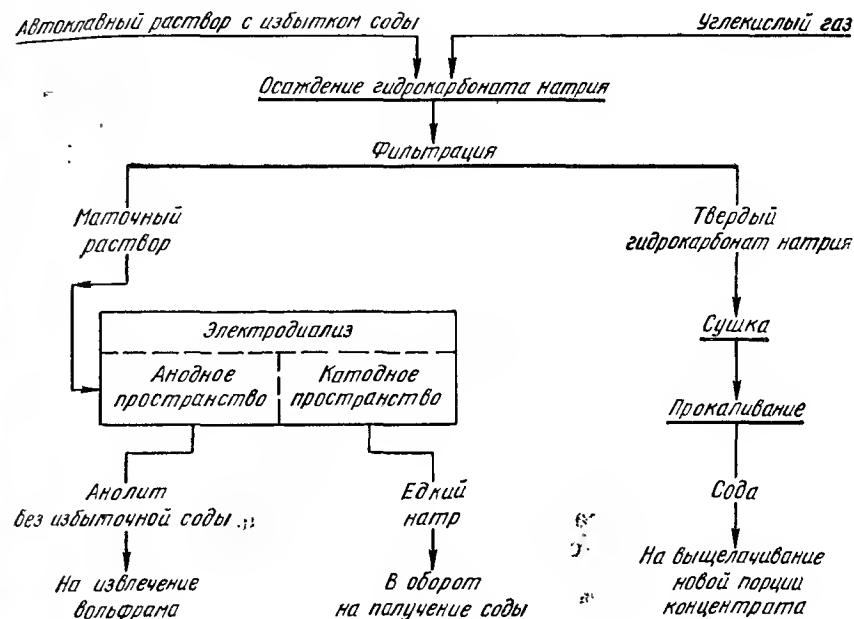 Автоклавный раствор с избытком соды
Углекислый газ
Осаждение гидрокарбоната натрия
Фильтрация
Маточный
раствор
Твердый
гидрокарбонат натрия
Электродиализ
Анодное
пространство
Катодное
пространство
Сушка
Прокаливание
Анолит
без избыточной соды
Едкий
натр
Сода
На извлечение
вольфрама
В оборот
на получение соды
На выщелачивание
новой порции
концентрата